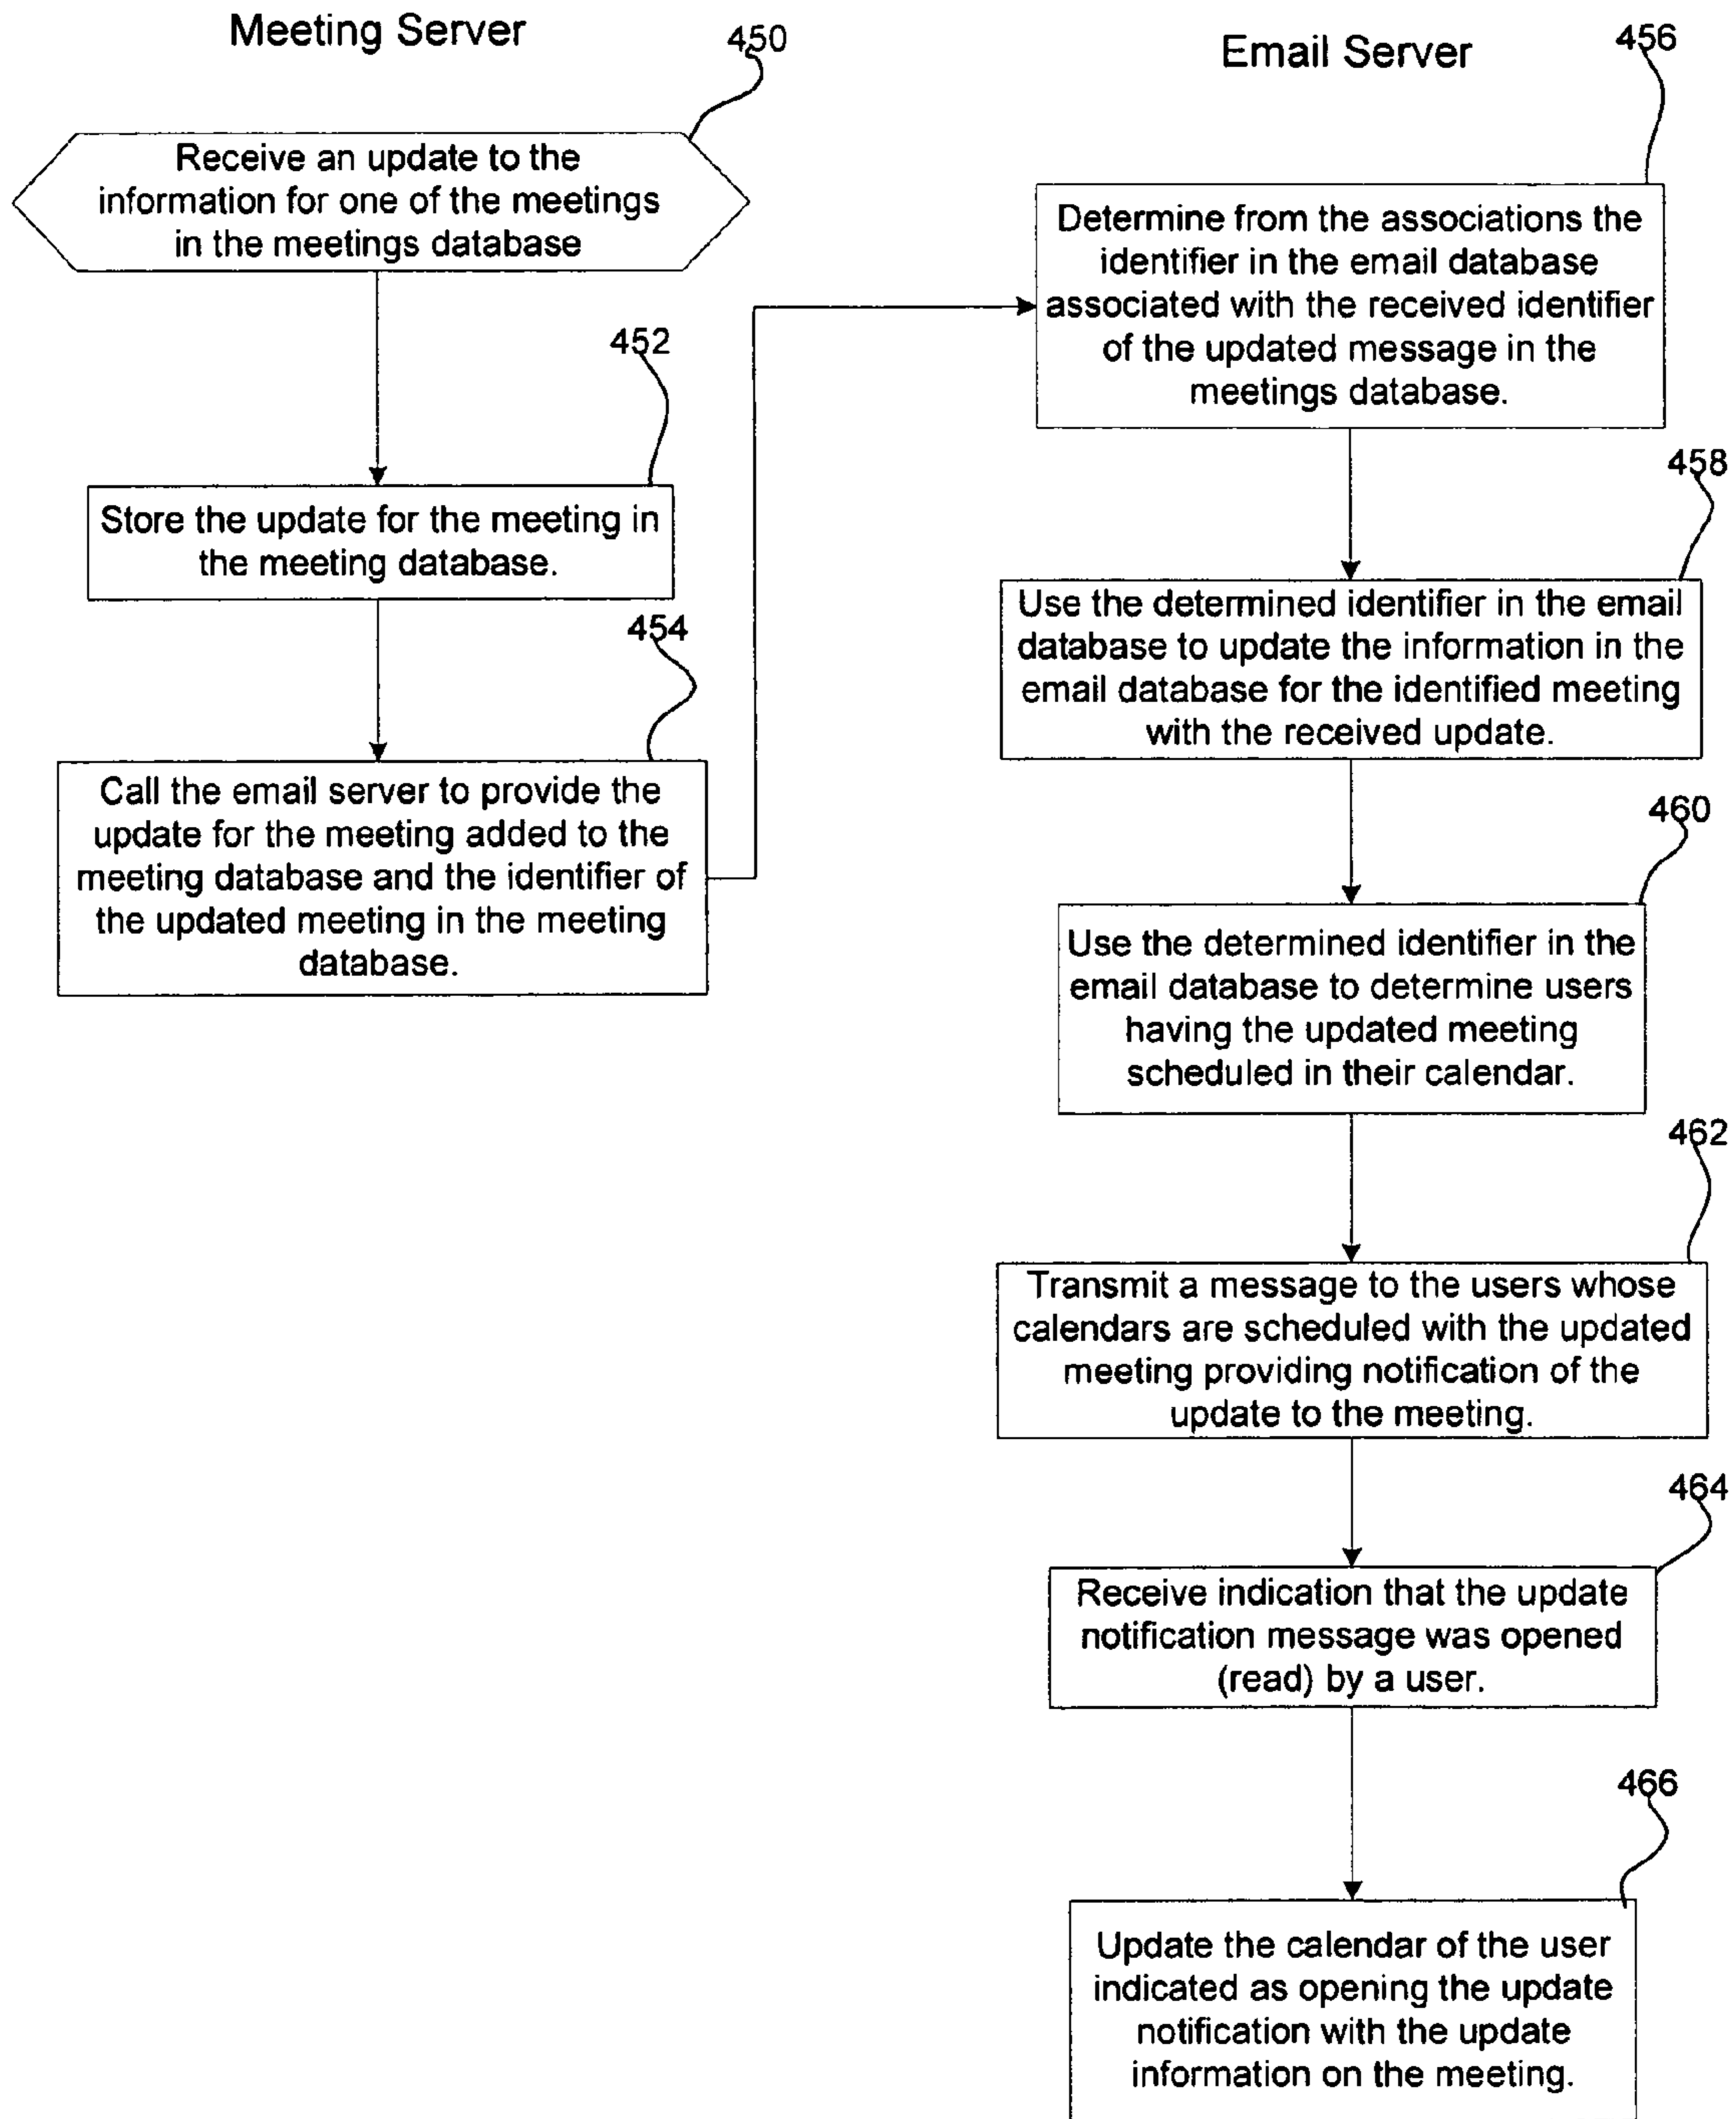 Meeting Server
450
Receive an update to the
information for one of the meetings
in the meetings database
452
Store the update for the meeting in
the meeting database.
454
Call the email server to provide the
update for the meeting added to the
meeting database and the identifier of
the updated meeting in the meeting
database.
Email Server
456
Determine from the associations the
identifier in the email database
associated with the received identifier
of the updated message in the
meetings database.
458
Use the determined identifier in the email
database to update the information in the
email database for the identified meeting
with the received update.
460
Use the determined identifier in the
email database to determine users
having the updated meeting
scheduled in their calendar.
462
Transmit a message to the users whose
calendars are scheduled with the updated
meeting providing notification of the
update to the meeting.
464
Receive indication that the update
notification message was opened
(read) by a user.
466
Update the calendar of the user
indicated as opening the update
notification with the update
information on the meeting.